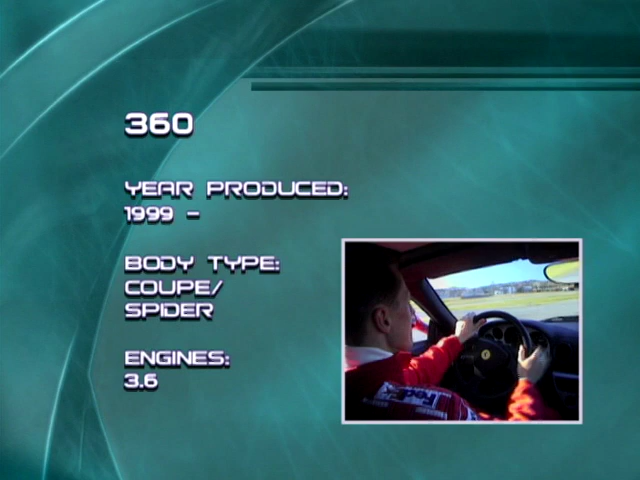 360
YEAR PRODUCED:
1999 -
BODY TYPE:
COUPE/
SPIDER
ENGINES:
3.6